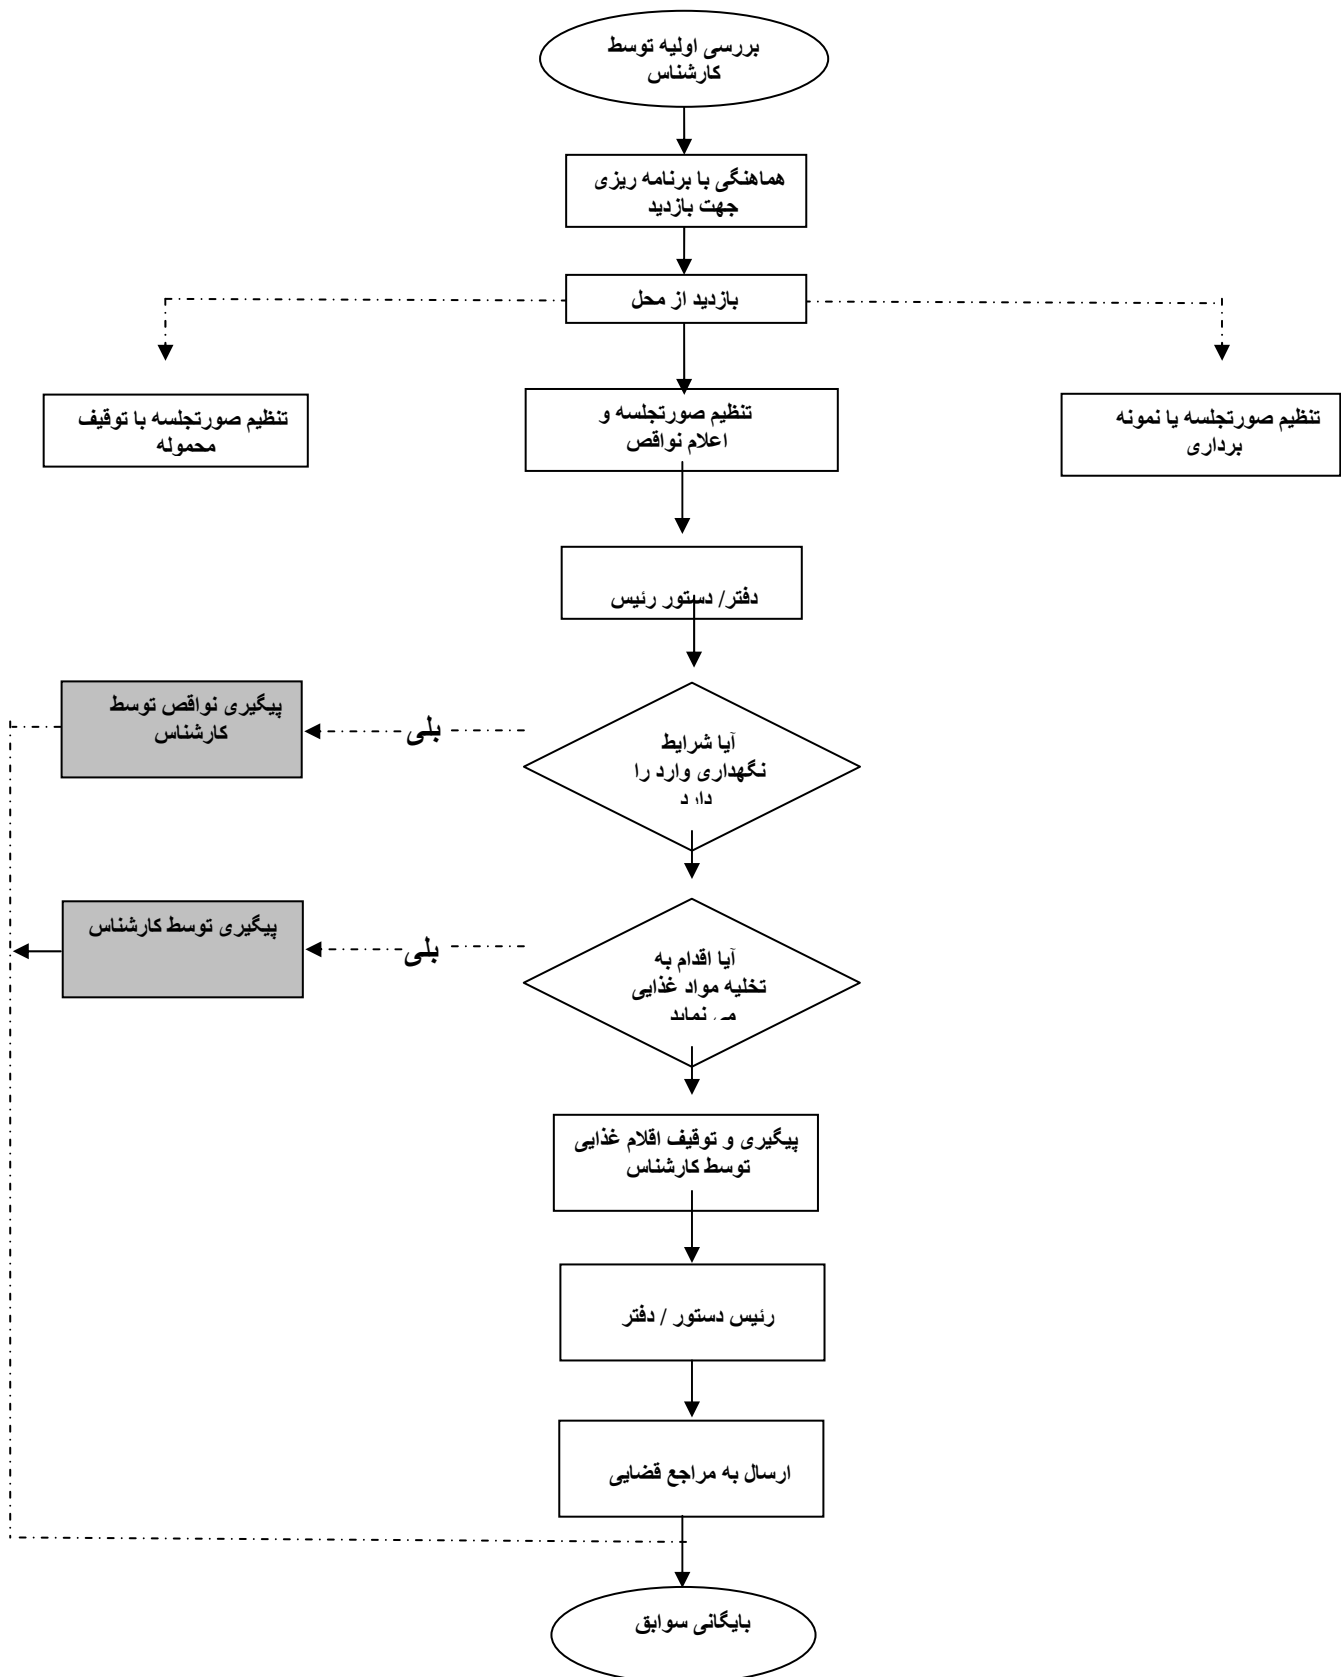 بررسی اولیه توسط
کارشناس
هماهنگی با برنامه ریزی
جهت بازدید
بازدید از محل
تنظیم صورتجلسه یا نمونه
برداری
تنظیم صورتجلسه و
اعلام نواقص
تنظیم صورتجلسه با توقیف
محموله
دفتر/ دستور رئیس
آیا شرایط
نگهداری وارد را
دارد
بلی
پیگیری نواقص توسط
کارشناس
آیا اقدام به
تخلیه مواد غذایی
می نماید
بلی
پیگیری توسط کارشناس
پیگیری و توقیف اقلام غذایی
توسط کارشناس
رئیس دستور / دفتر
ارسال به مراجع قضایی
بایگانی سوابق